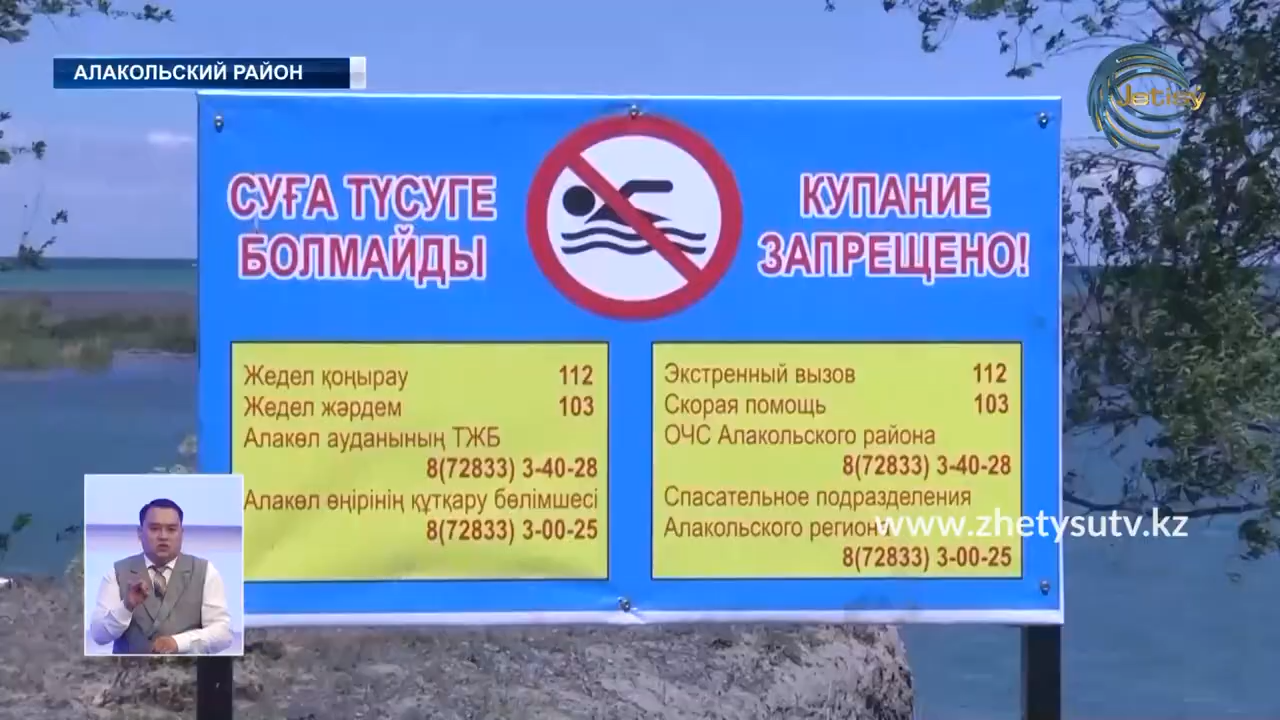 АЛАКОЛЬСКИЙ РАЙОН
Jetisy
СУҒА ТҮСУГЕ
БОЛМАЙДЫ
КУПАНИЕ
ЗАПРЕЩЕНО!
Жедел қоңырау 112
Жедел жәрдем 103
Алакөл ауданының ТЖБ
8(72833) 3-40-28
Алакөл өңірінің құтқару бөлімшесі
8(72833) 3-00-25
Экстренный вызов 112
Скорая помощь 103
ОЧС Алакольского района
8(72833) 3-40-28
Спасательное подразделения
Алакольского региона
8(72833) 3-00-25
www.zhetysutv.kz